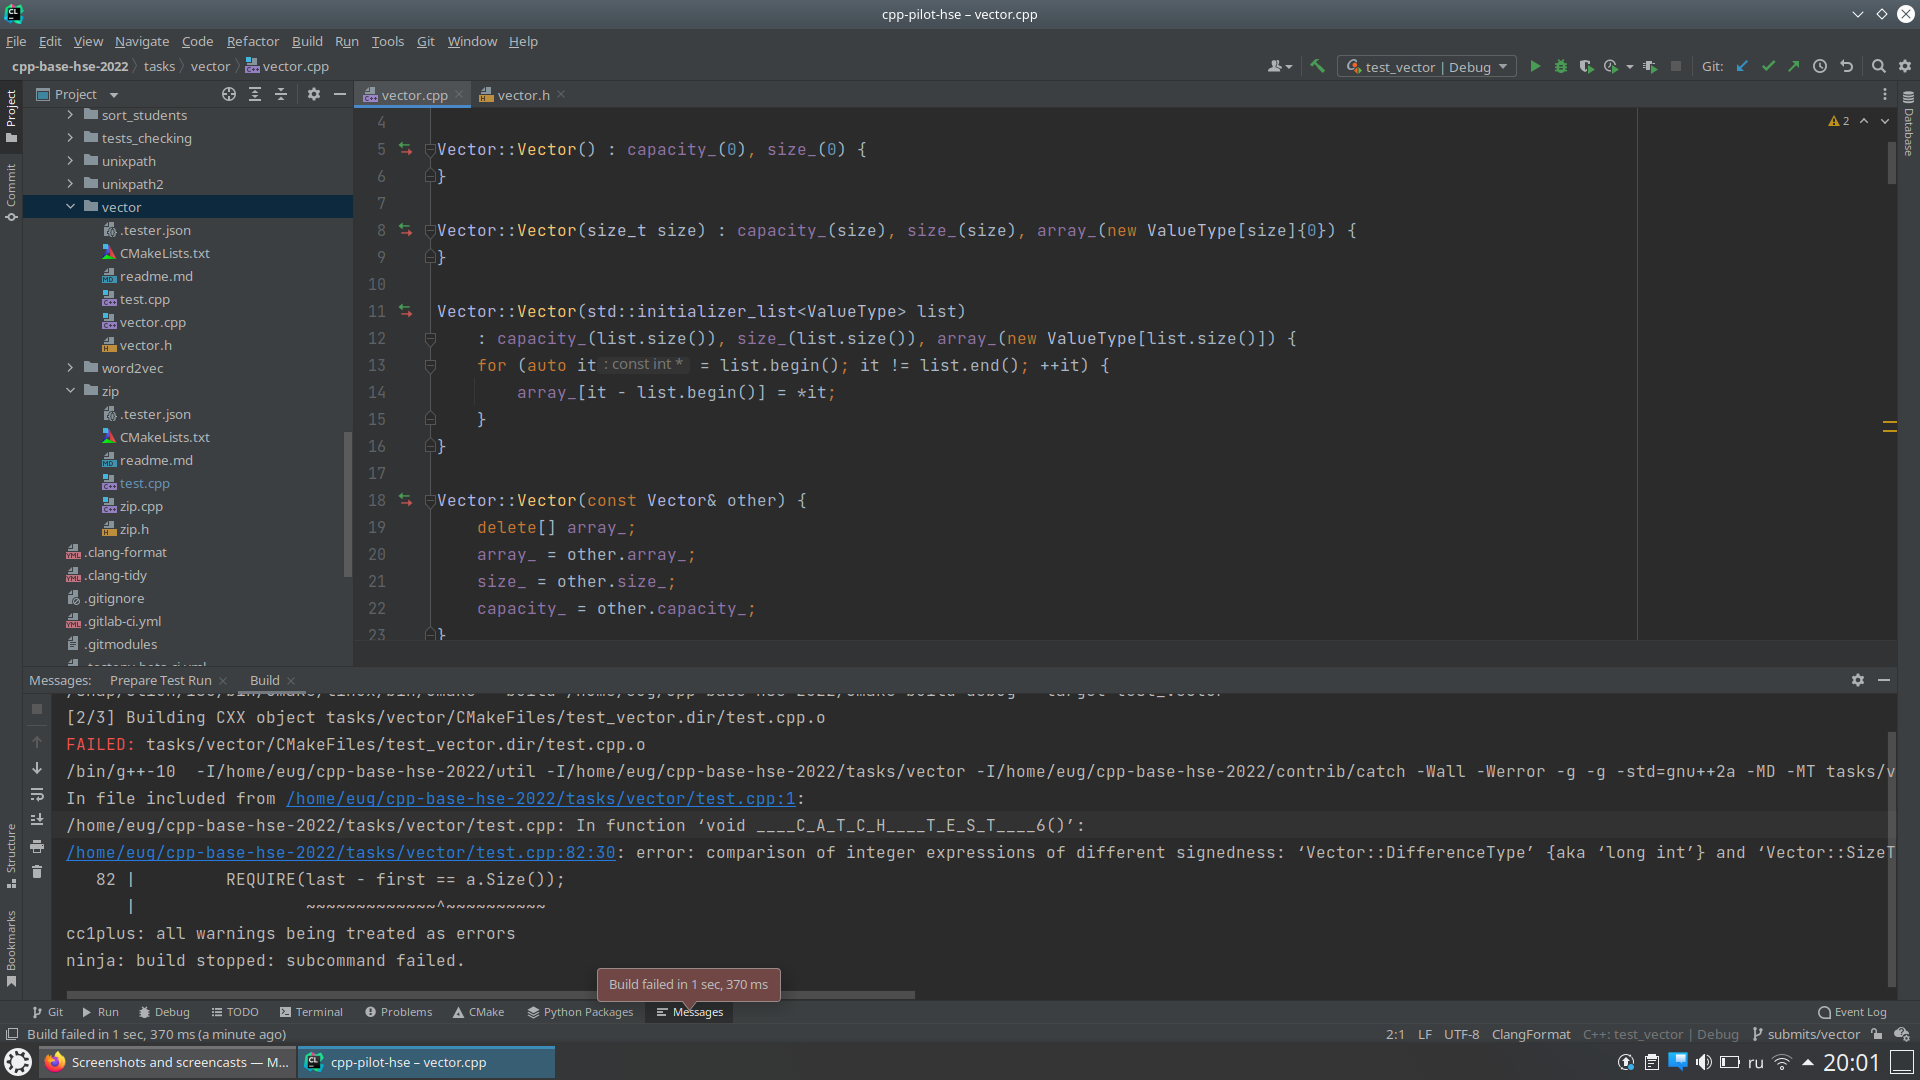 cpp-pilot-hse – vector.cpp
File Edit View Navigate Code Refactor Build Run Tools Git Window Help
cpp-base-hse-2022 tasks vector vector.cpp
test_vector | Debug
Git:
Project
vector.cpp
vector.h
Project
Commit
Structure
Bookmarks
Database
sort_students
tests_checking
unixpath
unixpath2
vector
.tester.json
CMakeLists.txt
readme.md
test.cpp
vector.cpp
vector.h
word2vec
zip
.tester.json
CMakeLists.txt
readme.md
test.cpp
zip.cpp
zip.h
.clang-format
.clang-tidy
.gitignore
.gitlab-ci.yml
.gitmodules
2
4
5 Vector::Vector() : capacity_(0), size_(0) {
6 }
7
8 Vector::Vector(size_t size) : capacity_(size), size_(size), array_(new ValueType[size]{0}) {
9 }
10
11 Vector::Vector(std::initializer_list<ValueType> list)
12 : capacity_(list.size()), size_(list.size()), array_(new ValueType[list.size()]) {
13 for (auto it : const int * = list.begin(); it != list.end(); ++it) {
14 array_[it - list.begin()] = *it;
15 }
16 }
17
18 Vector::Vector(const Vector& other) {
19 delete[] array_;
20 array_ = other.array_;
21 size_ = other.size_;
22 capacity_ = other.capacity_;
23 }
Messages: Prepare Test Run Build
[2/3] Building CXX object tasks/vector/CMakeFiles/test_vector.dir/test.cpp.o
FAILED: tasks/vector/CMakeFiles/test_vector.dir/test.cpp.o
/bin/g++-10 -I/home/eug/cpp-base-hse-2022/util -I/home/eug/cpp-base-hse-2022/tasks/vector -I/home/eug/cpp-base-hse-2022/contrib/catch -Wall -Werror -g -g -std=gnu++2a -MD -MT tasks/v
In file included from /home/eug/cpp-base-hse-2022/tasks/vector/test.cpp:1:
/home/eug/cpp-base-hse-2022/tasks/vector/test.cpp: In function ‘void ____C_A_T_C_H____T_E_S_T____6()’:
/home/eug/cpp-base-hse-2022/tasks/vector/test.cpp:82:30: error: comparison of integer expressions of different signedness: ‘Vector::DifferenceType’ {aka ‘long int’} and ‘Vector::SizeT
82 | REQUIRE(last - first == a.Size());
| ~~~~~~~~~~~~~^~~~~~~~~~~
cc1plus: all warnings being treated as errors
ninja: build stopped: subcommand failed.
Build failed in 1 sec, 370 ms
Git Run Debug TODO Terminal Problems CMake Python Packages Messages Event Log
Build failed in 1 sec, 370 ms (a minute ago) 2:1 LF UTF-8 ClangFormat C++: test_vector | Debug submits/vector
Screenshots and screencasts — M...
cpp-pilot-hse – vector.cpp
ru
20:01